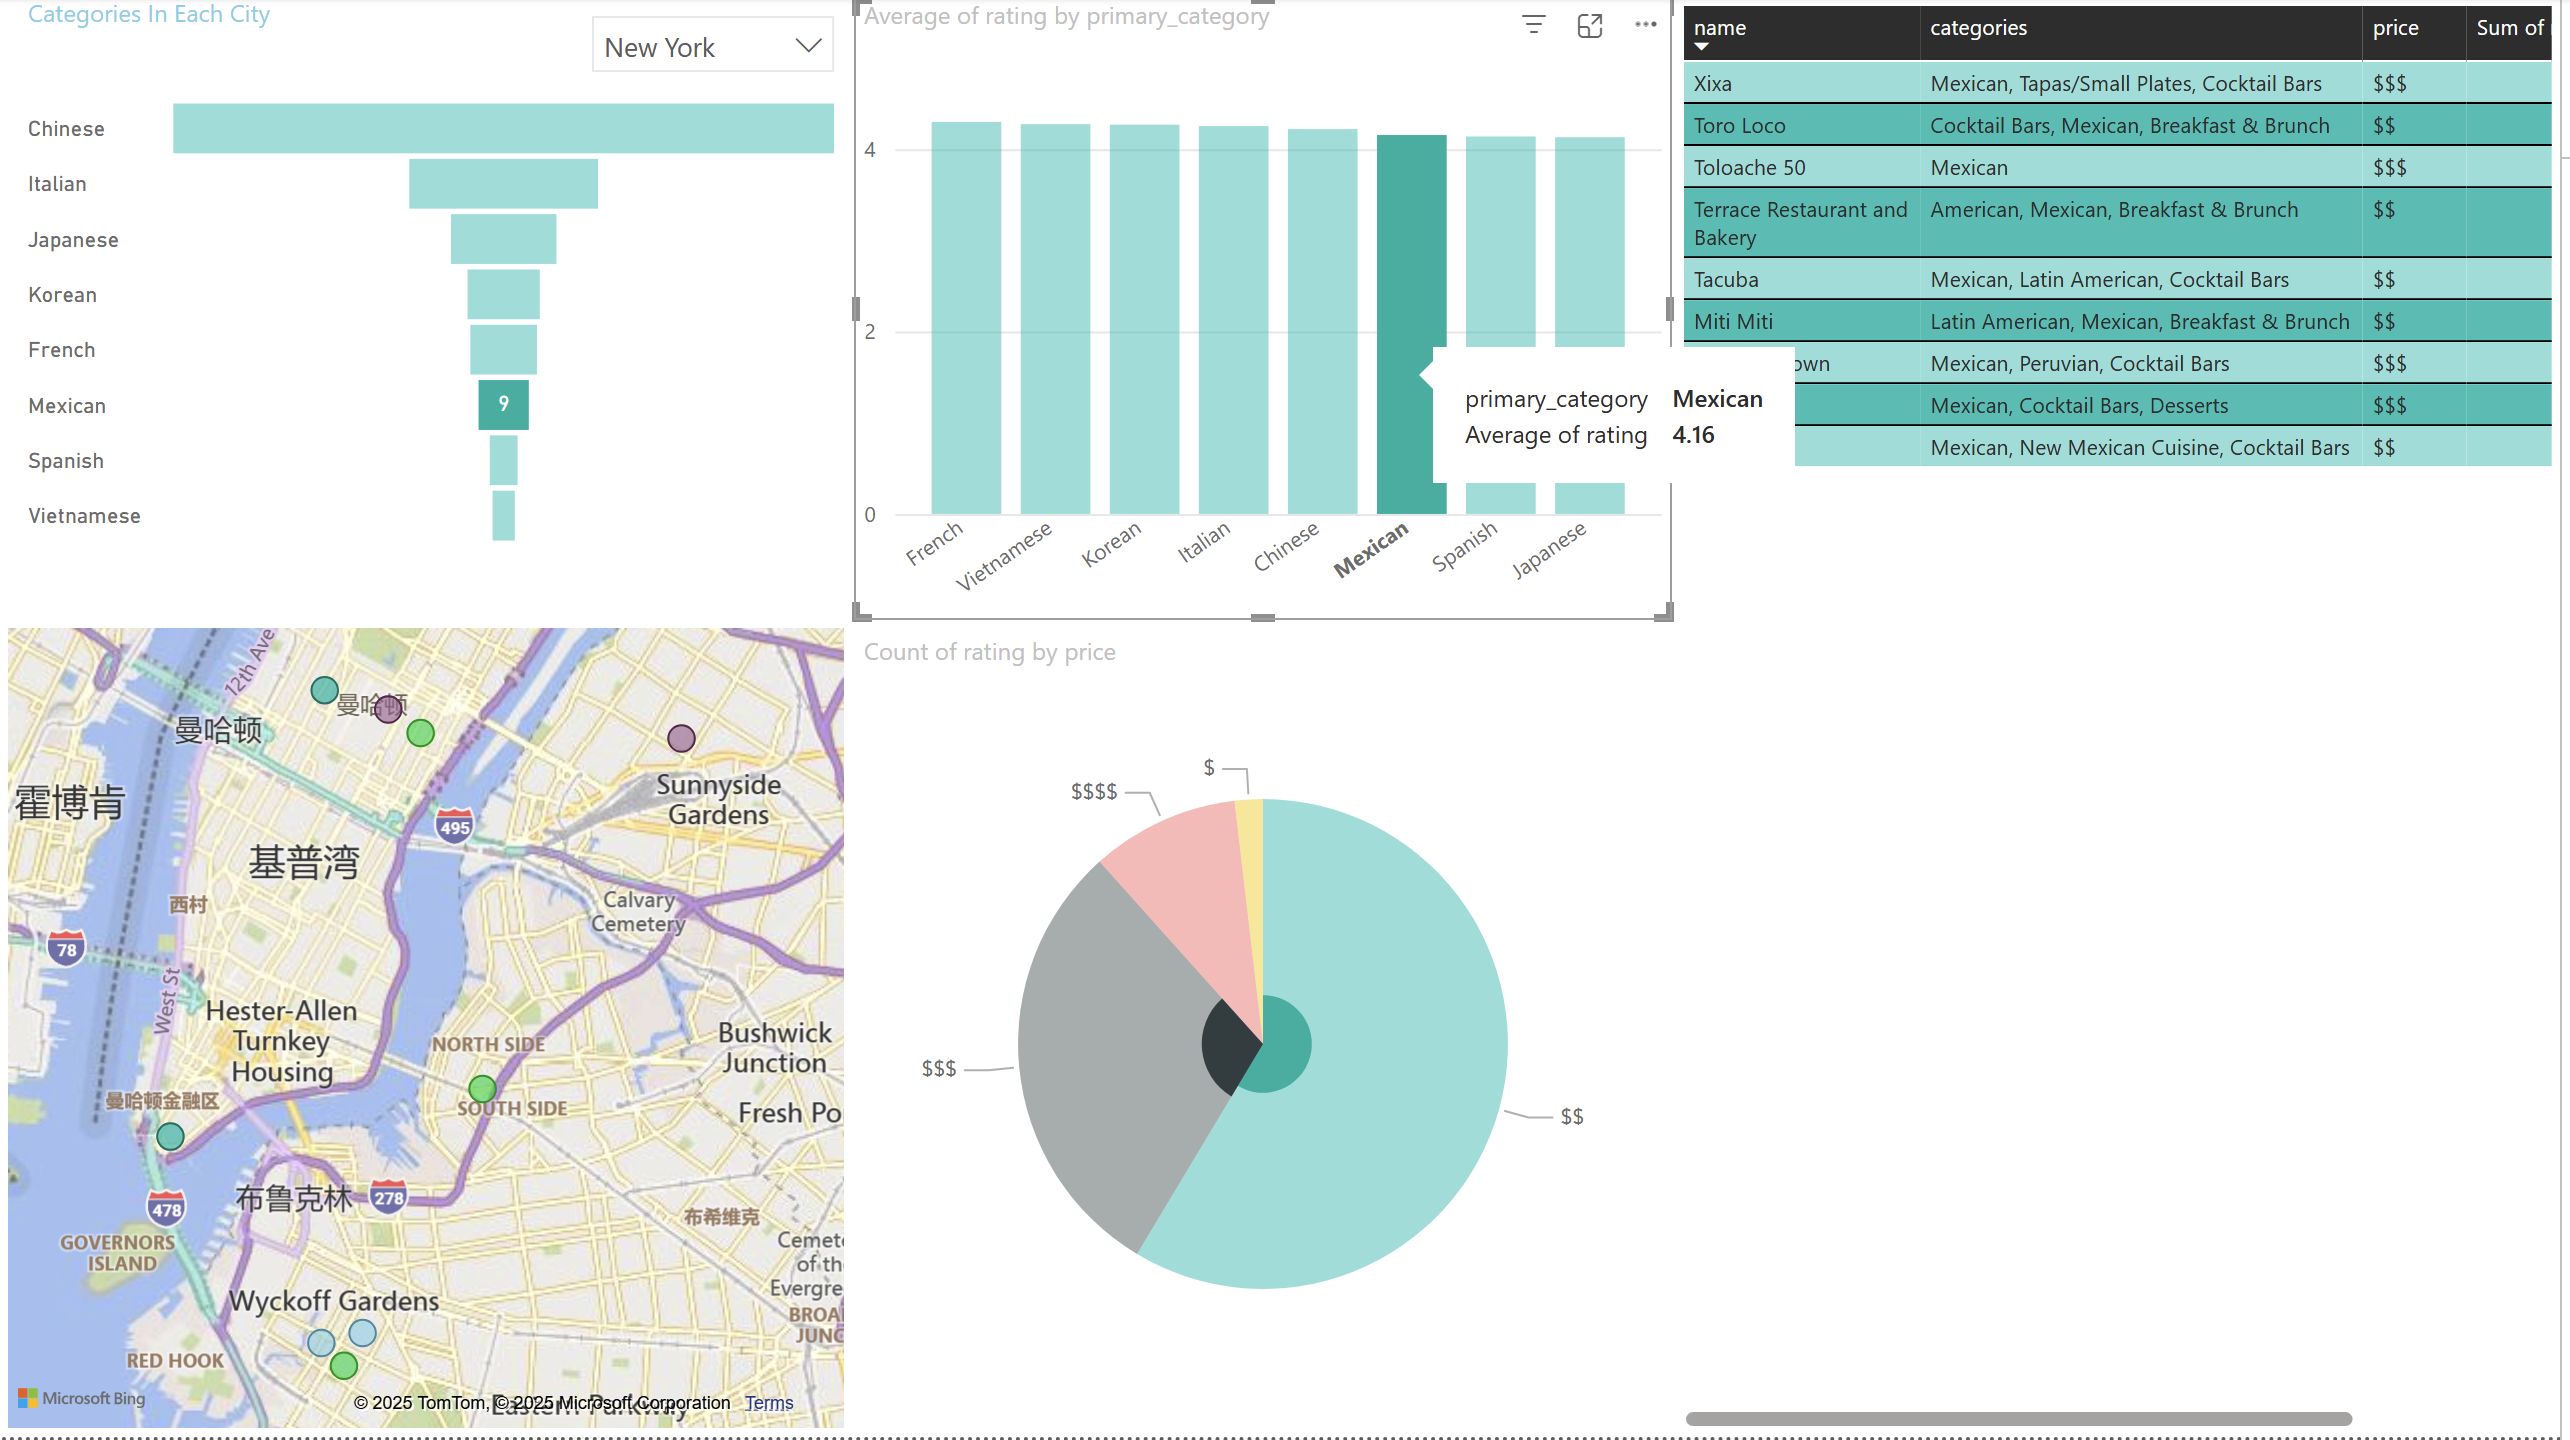 Categories In Each City
New York
Chinese
Italian
Japanese
Korean
French
Mexican
9
Spanish
Vietnamese
Average of rating by primary_category
4
2
0
French
Vietnamese
Korean
Italian
Chinese
Mexican
Spanish
Japanese
primary_category Mexican
Average of rating 4.16
name categories price Sum of
Xixa Mexican, Tapas/Small Plates, Cocktail Bars $$$
Toro Loco Cocktail Bars, Mexican, Breakfast & Brunch $$
Toloache 50 Mexican $$$
Terrace Restaurant and American, Mexican, Breakfast & Brunch $$
Bakery
Tacuba Mexican, Latin American, Cocktail Bars $$
Miti Miti Latin American, Mexican, Breakfast & Brunch $$
own Mexican, Peruvian, Cocktail Bars $$$
Mexican, Cocktail Bars, Desserts $$$
Mexican, New Mexican Cuisine, Cocktail Bars $$
12th Ave
曼哈顿
曼哈顿
霍博肯
Sunnyside
Gardens
495
基普湾
西村
Calvary
Cemetery
78
West St
Hester-Allen
Turnkey
Housing
NORTH SIDE
Bushwick
Junction
曼哈顿金融区
SOUTH SIDE
Fresh Po
布鲁克林
278
478
布希维克
GOVERNORS
ISLAND
Cemete
of th
Evergre
Wyckoff Gardens
BROA
JUNC
RED HOOK
Microsoft Bing
© 2025 TomTom, © 2025 Microsoft Corporation Terms
Eastern Parkway
Count of rating by price
$
$$$$
$$$
$$